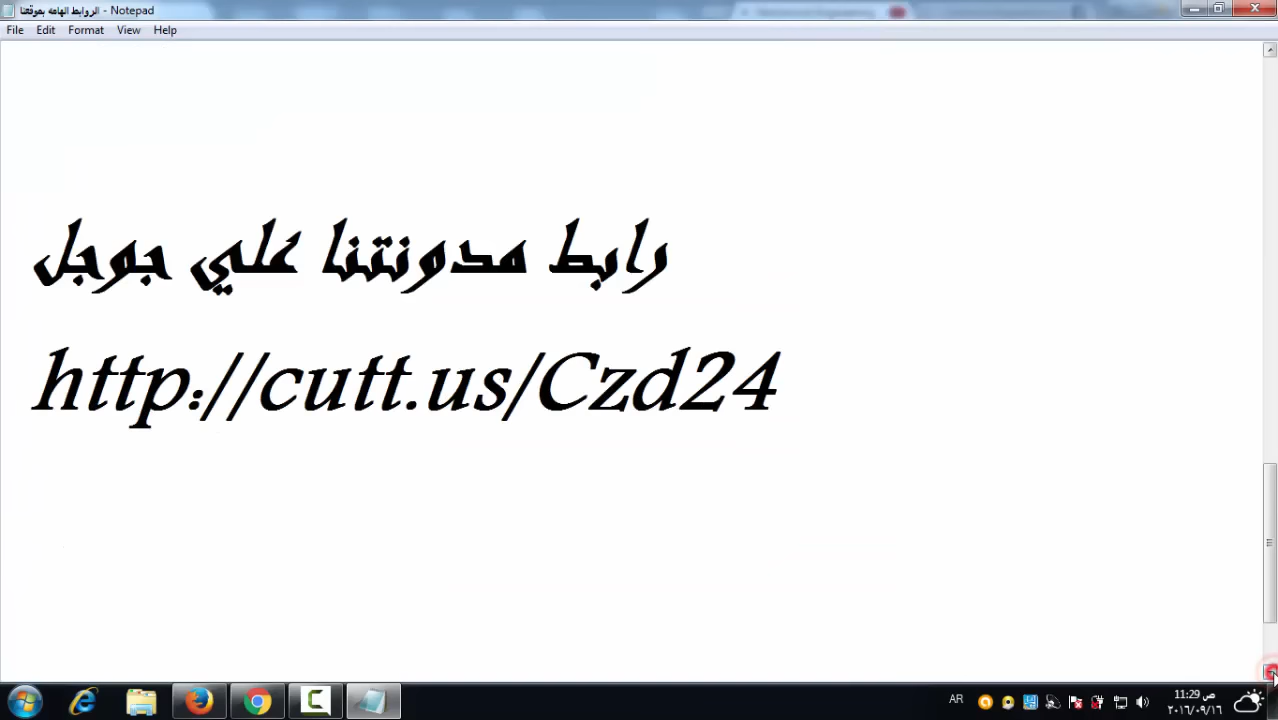 الروابط الهامه بموقعنا - Notepad
File Edit Format View Help
رابط مدونتنا علي جوجل
http://cutt.us/Czd24
AR
11:29 ص
٢٠١٦/٠٩/١٦